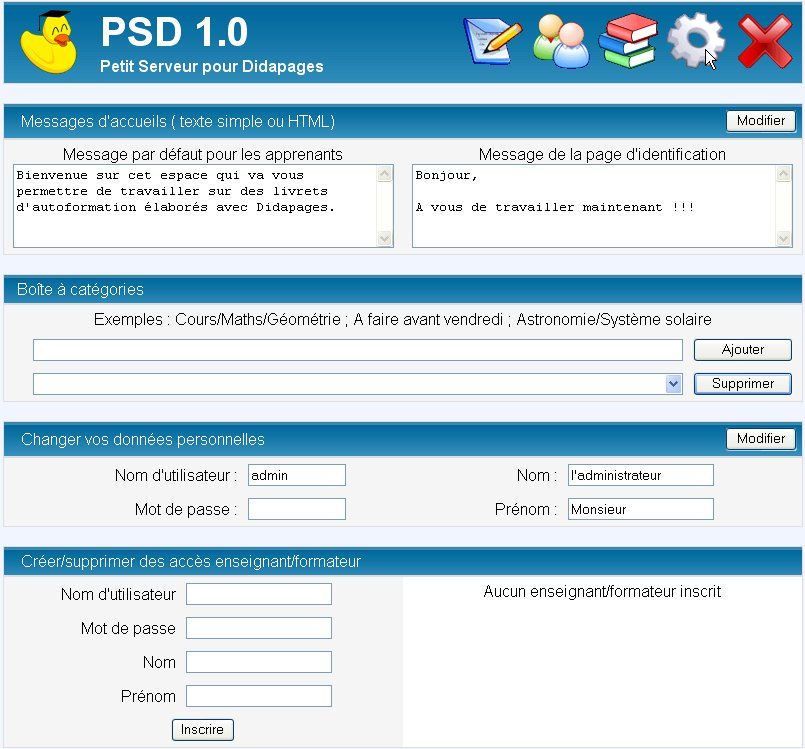 PSD 1.0
Petit Serveur pour Didapages
Messages d'accueils ( texte simple ou HTML)
Modifier
Message par défaut pour les apprenants
Bienvenue sur cet espace qui va vous
permettre de travailler sur des livrets
d'autoformation élaborés avec Didapages.
Message de la page d'identification
Bonjour,
A vous de travailler maintenant !!!
Boîte à catégories
Exemples : Cours/Maths/Géométrie ; A faire avant vendredi ; Astronomie/Système solaire
Ajouter
Supprimer
Changer vos données personnelles
Modifier
Nom d'utilisateur : admin
Nom : l'administrateur
Mot de passe :
Prénom : Monsieur
Créer/supprimer des accès enseignant/formateur
Nom d'utilisateur
Mot de passe
Nom
Prénom
Inscrire
Aucun enseignant/formateur inscrit